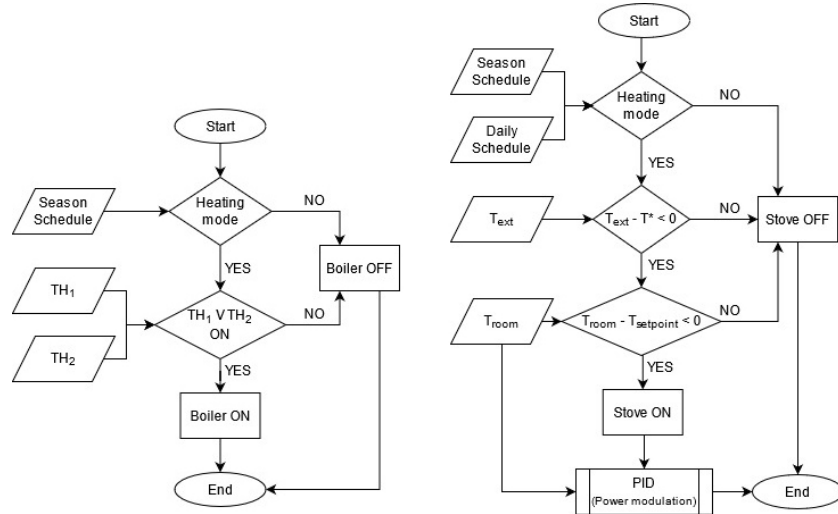 Start
Season
Schedule
Heating
mode
NO
YES
Boiler OFF
TH1
TH2
TH1 V TH2
ON
NO
YES
Boiler ON
End
Start
Season
Schedule
Daily
Schedule
Heating
mode
NO
YES
Text
Text - T* < 0
NO
Stove OFF
YES
Troom
Troom - Tsetpoint < 0
NO
YES
Stove ON
PID
(Power modulation)
End